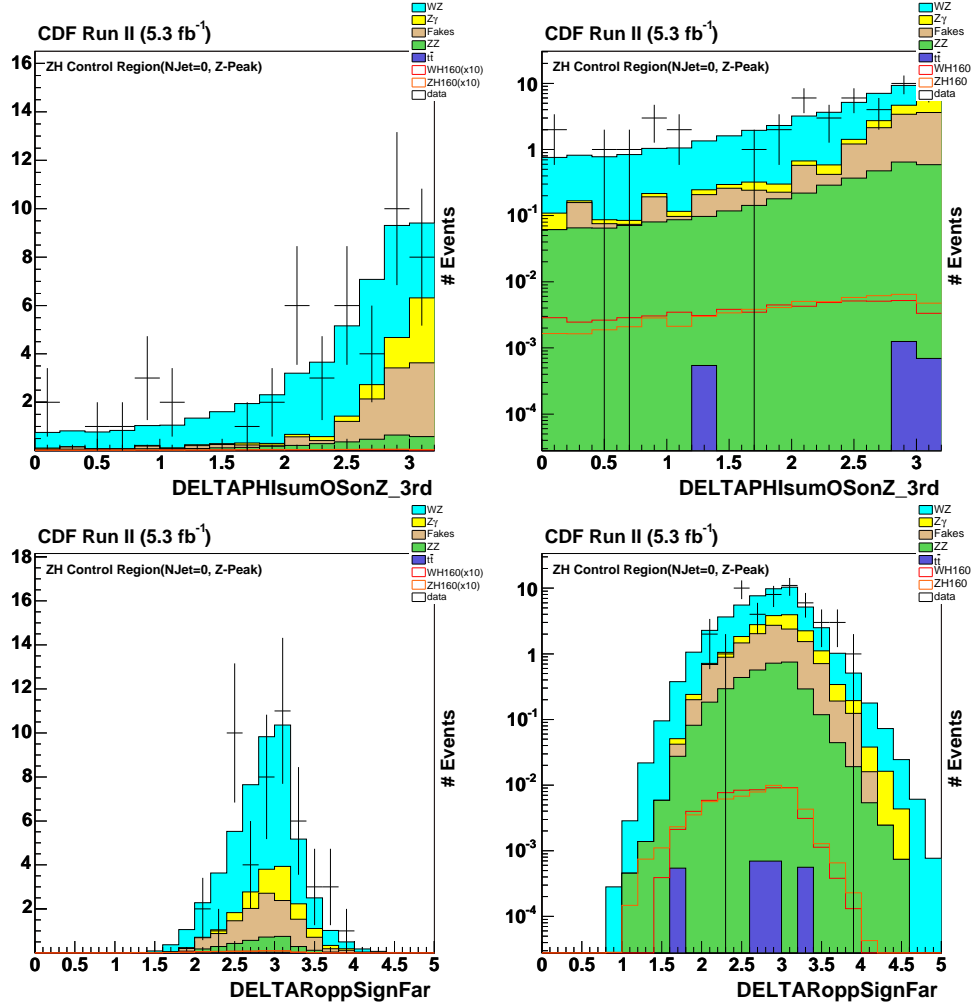 CDF Run II (5.3 fb⁻¹)
ZH Control Region(NJet=0, Z-Peak)
WZ
Zγ
Fakes
ZZ
tt̄
WH160(x10)
ZH160(x10)
data
16
14
12
10
8
6
4
2
# Events
0 0.5 1 1.5 2 2.5 3
DELTAPHIsumOSonZ_3rd
CDF Run II (5.3 fb⁻¹)
ZH Control Region(NJet=0, Z-Peak)
WZ
Zγ
Fakes
ZZ
tt̄
WH160(x10)
ZH160
data
10
1
10⁻¹
10⁻²
10⁻³
10⁻⁴
# Events
0 0.5 1 1.5 2 2.5 3
DELTAPHIsumOSonZ_3rd
CDF Run II (5.3 fb⁻¹)
ZH Control Region(NJet=0, Z-Peak)
WZ
Zγ
Fakes
ZZ
tt̄
WH160(x10)
ZH160(x10)
data
18
16
14
12
10
8
6
4
2
# Events
0 0.5 1 1.5 2 2.5 3 3.5 4 4.5 5
DELTARoppSignFar
CDF Run II (5.3 fb⁻¹)
ZH Control Region(NJet=0, Z-Peak)
WZ
Zγ
Fakes
ZZ
tt̄
WH160
ZH160
data
10
1
10⁻¹
10⁻²
10⁻³
10⁻⁴
# Events
0 0.5 1 1.5 2 2.5 3 3.5 4 4.5 5
DELTARoppSignFar